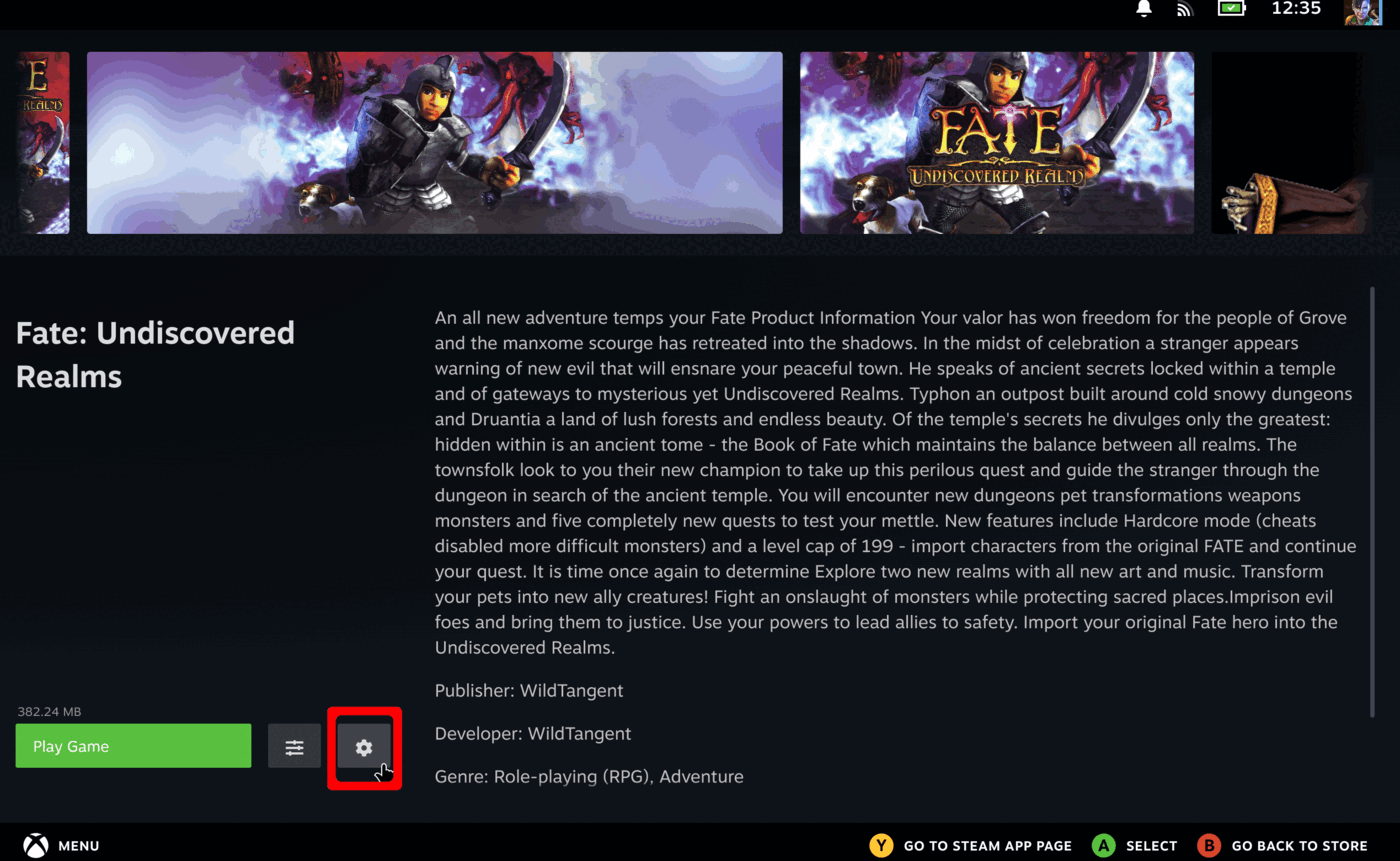 12:35
E
REALMS
FATE
UNDISCOVERED REALMS
Fate: Undiscovered
Realms
An all new adventure temps your Fate Product Information Your valor has won freedom for the people of Grove
and the manxome scourge has retreated into the shadows. In the midst of celebration a stranger appears
warning of new evil that will ensnare your peaceful town. He speaks of ancient secrets locked within a temple
and of gateways to mysterious yet Undiscovered Realms. Typhon an outpost built around cold snowy dungeons
and Druantia a land of lush forests and endless beauty. Of the temple's secrets he divulges only the greatest:
hidden within is an ancient tome - the Book of Fate which maintains the balance between all realms. The
townsfolk look to you their new champion to take up this perilous quest and guide the stranger through the
dungeon in search of the ancient temple. You will encounter new dungeons pet transformations weapons
monsters and five completely new quests to test your mettle. New features include Hardcore mode (cheats
disabled more difficult monsters) and a level cap of 199 - import characters from the original FATE and continue
your quest. It is time once again to determine Explore two new realms with all new art and music. Transform
your pets into new ally creatures! Fight an onslaught of monsters while protecting sacred places.Imprison evil
foes and bring them to justice. Use your powers to lead allies to safety. Import your original Fate hero into the
Undiscovered Realms.
Publisher: WildTangent
Developer: WildTangent
Genre: Role-playing (RPG), Adventure
382.24 MB
Play Game
MENU
Y GO TO STEAM APP PAGE A SELECT B GO BACK TO STORE